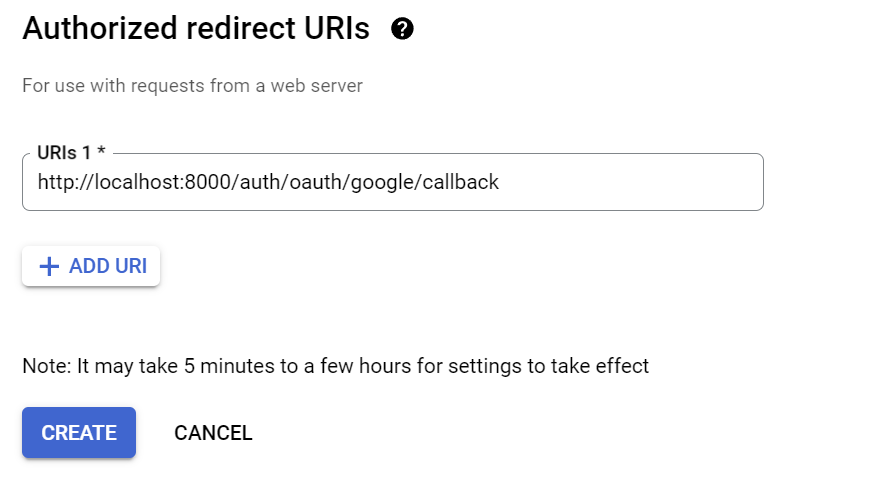 Authorized redirect URIs ?
For use with requests from a web server
URIs 1 *
http://localhost:8000/auth/oauth/google/callback
+ ADD URI
Note: It may take 5 minutes to a few hours for settings to take effect
CREATE CANCEL